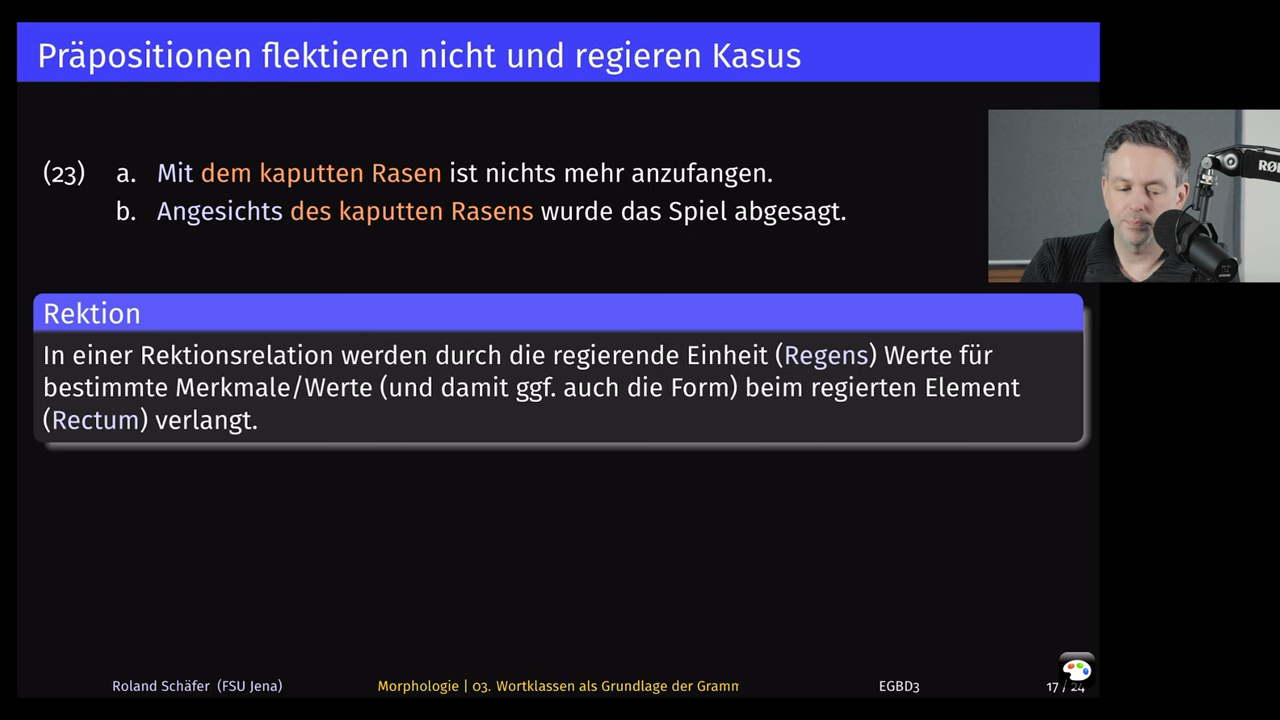 Präpositionen flektieren nicht und regieren Kasus
(23) a. Mit dem kaputten Rasen ist nichts mehr anzufangen.
b. Angesichts des kaputten Rasens wurde das Spiel abgesagt.
Rektion
In einer Rektionsrelation werden durch die regierende Einheit (Regens) Werte für
bestimmte Merkmale/Werte (und damit ggf. auch die Form) beim regierten Element
(Rectum) verlangt.
Roland Schäfer (FSU Jena) Morphologie | 03. Wortklassen als Grundlage der Gramm EGBD3 17 / 24